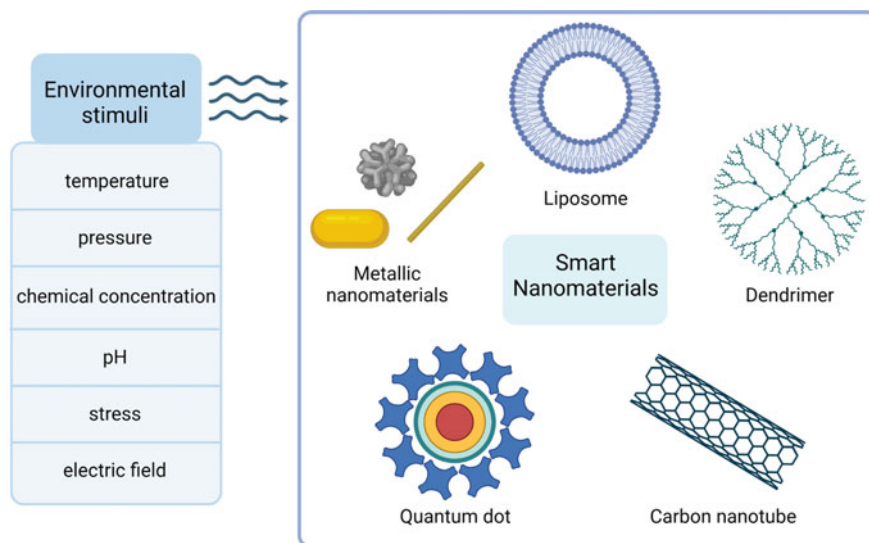 Environmental
stimuli
temperature
pressure
chemical concentration
pH
stress
electric field
Liposome
Metallic
nanomaterials
Smart
Nanomaterials
Dendrimer
Quantum dot
Carbon nanotube